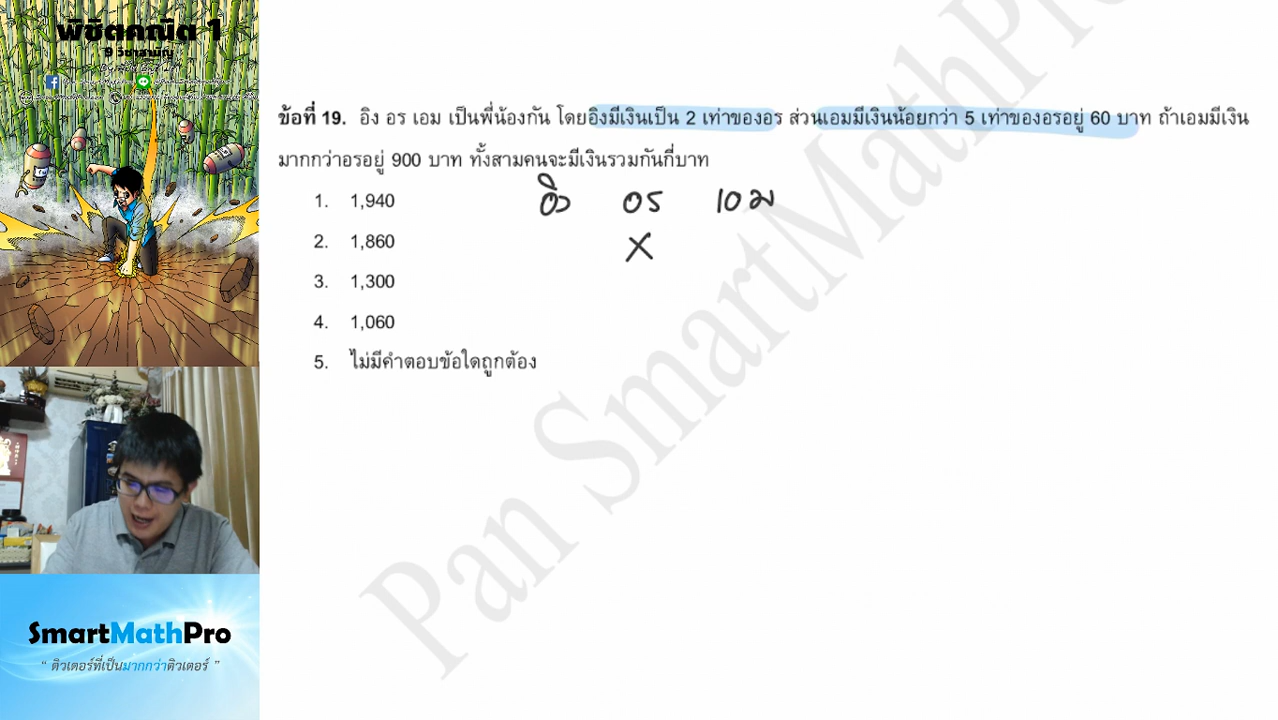 พิชิตคณิต 1
9 วิชาสามัญ
ข้อที่ 19. อิง อร เอม เป็นพี่น้องกัน โดยอิงมีเงินเป็น 2 เท่าของอร ส่วนเอมมีเงินน้อยกว่า 5 เท่าของอรอยู่ 60 บาท ถ้าเอมมีเงิน
มากกว่าอรอยู่ 900 บาท ทั้งสามคนจะมีเงินรวมกันกี่บาท
1. 1,940
2. 1,860
3. 1,300
4. 1,060
5. ไม่มีคำตอบข้อใดถูกต้อง
อิง อร เอม
X
Pan SmartMathPro
SmartMathPro
“ ติวเตอร์ที่เป็นมากกว่าติวเตอร์ ”